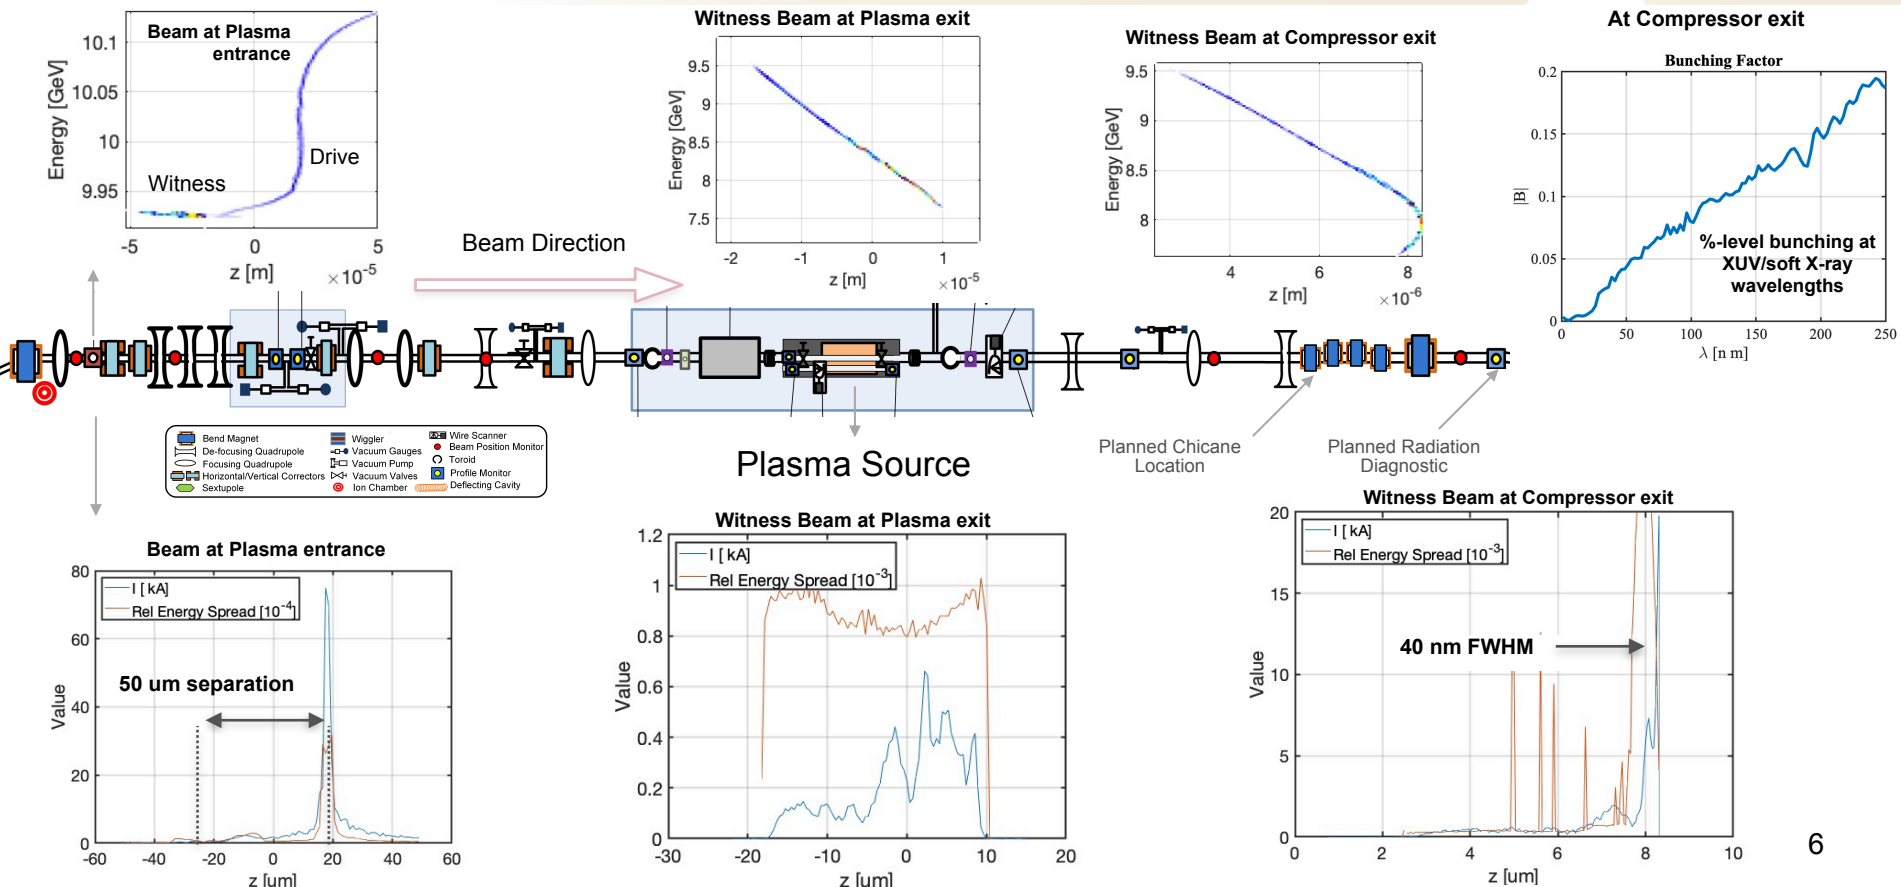 Beam at Plasma
entrance
Energy [GeV]
10.1
10.05
10
9.95
Drive
Witness
-5
0
5
z [m]
×10-5
Witness Beam at Plasma exit
Energy [GeV]
9.5
9
8.5
8
7.5
-2
-1
0
1
z [m]
×10-5
Witness Beam at Compressor exit
Energy [GeV]
9.5
9
8.5
8
4
6
8
z [m]
×10-6
At Compressor exit
Bunching Factor
|B|
0.2
0.15
0.1
0.05
0
0
50
100
150
200
250
λ [n m]
%-level bunching at
XUV/soft X-ray
wavelengths
Beam Direction
Bend Magnet
De-focusing Quadrupole
Focusing Quadrupole
Horizontal/Vertical Correctors
Sextupole
Wiggler
Vacuum Gauges
Vacuum Pump
Vacuum Valves
Ion Chamber
Wire Scanner
Beam Position Monitor
Toroid
Profile Monitor
Deflecting Cavity
Plasma Source
Planned Chicane
Location
Planned Radiation
Diagnostic
Beam at Plasma entrance
I [ kA]
Rel Energy Spread [10-4]
50 um separation
Value
80
60
40
20
0
-60
-40
-20
0
20
40
60
z [um]
Witness Beam at Plasma exit
I [ kA]
Rel Energy Spread [10-3]
Value
1.2
1
0.8
0.6
0.4
0.2
0
-30
-20
-10
0
10
20
z [um]
Witness Beam at Compressor exit
I [ kA]
Rel Energy Spread [10-3]
40 nm FWHM
Value
20
15
10
5
0
0
2
4
6
8
10
z [um]
6